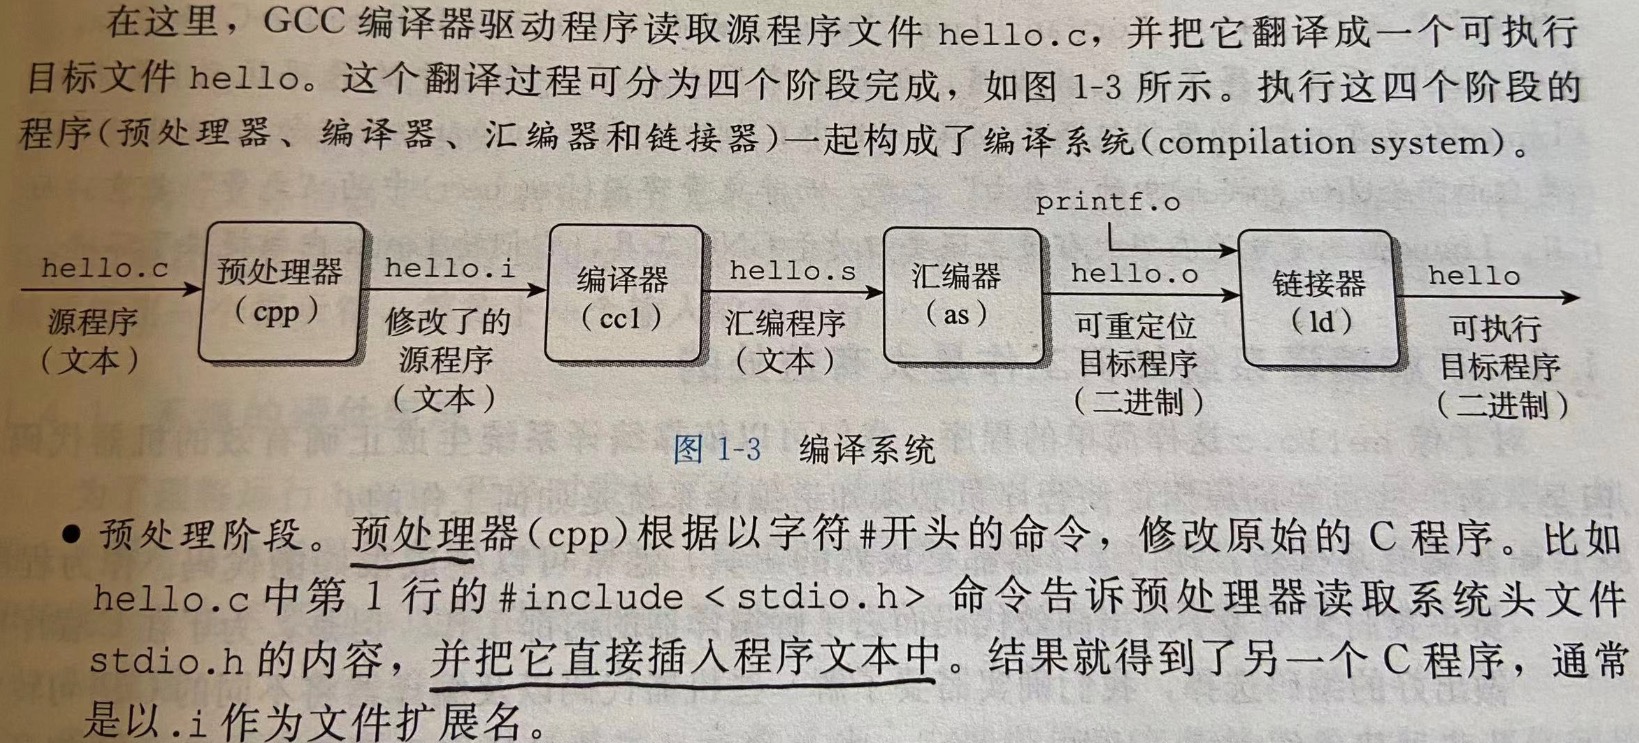 在这里，GCC 编译器驱动程序读取源程序文件 hello.c，并把它翻译成一个可执行
目标文件 hello。这个翻译过程可分为四个阶段完成，如图 1-3 所示。执行这四个阶段的
程序(预处理器、编译器、汇编器和链接器)一起构成了编译系统(compilation system)。
printf.o
hello.c
预处理器
(cpp)
hello.i
编译器
(cc1)
hello.s
汇编器
(as)
hello.o
链接器
(ld)
hello
源程序
(文本)
修改了的
源程序
(文本)
汇编程序
(文本)
可重定位
目标程序
(二进制)
可执行
目标程序
(二进制)
图 1-3 编译系统
● 预处理阶段。预处理器(cpp)根据以字符#开头的命令，修改原始的 C 程序。比如
hello.c 中第 1 行的 #include <stdio.h> 命令告诉预处理器读取系统头文件
stdio.h 的内容，并把它直接插入程序文本中。结果就得到了另一个 C 程序，通常
是以.i 作为文件扩展名。